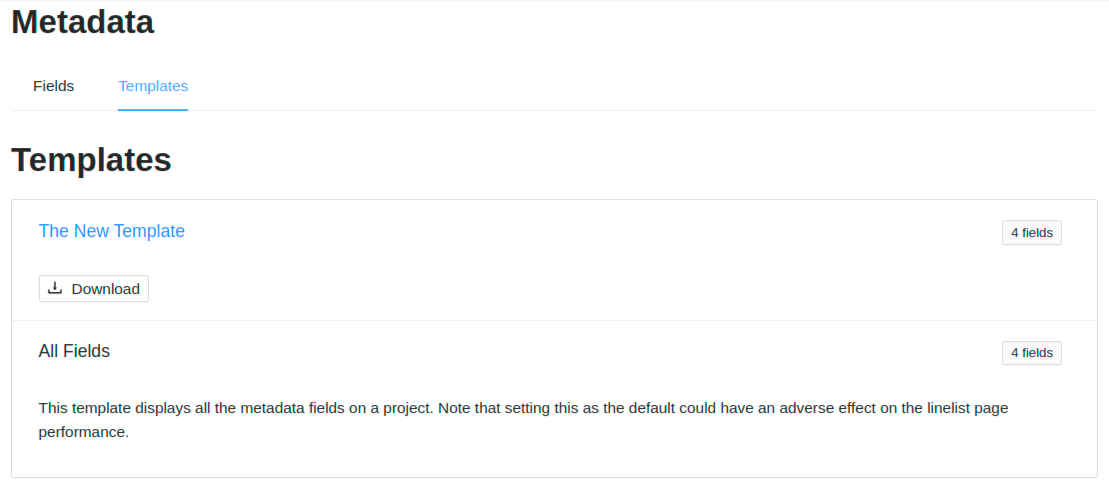 Metadata
Fields Templates
Templates
The New Template 4 fields
Download
All Fields 4 fields
This template displays all the metadata fields on a project. Note that setting this as the default could have an adverse effect on the linelist page
performance.